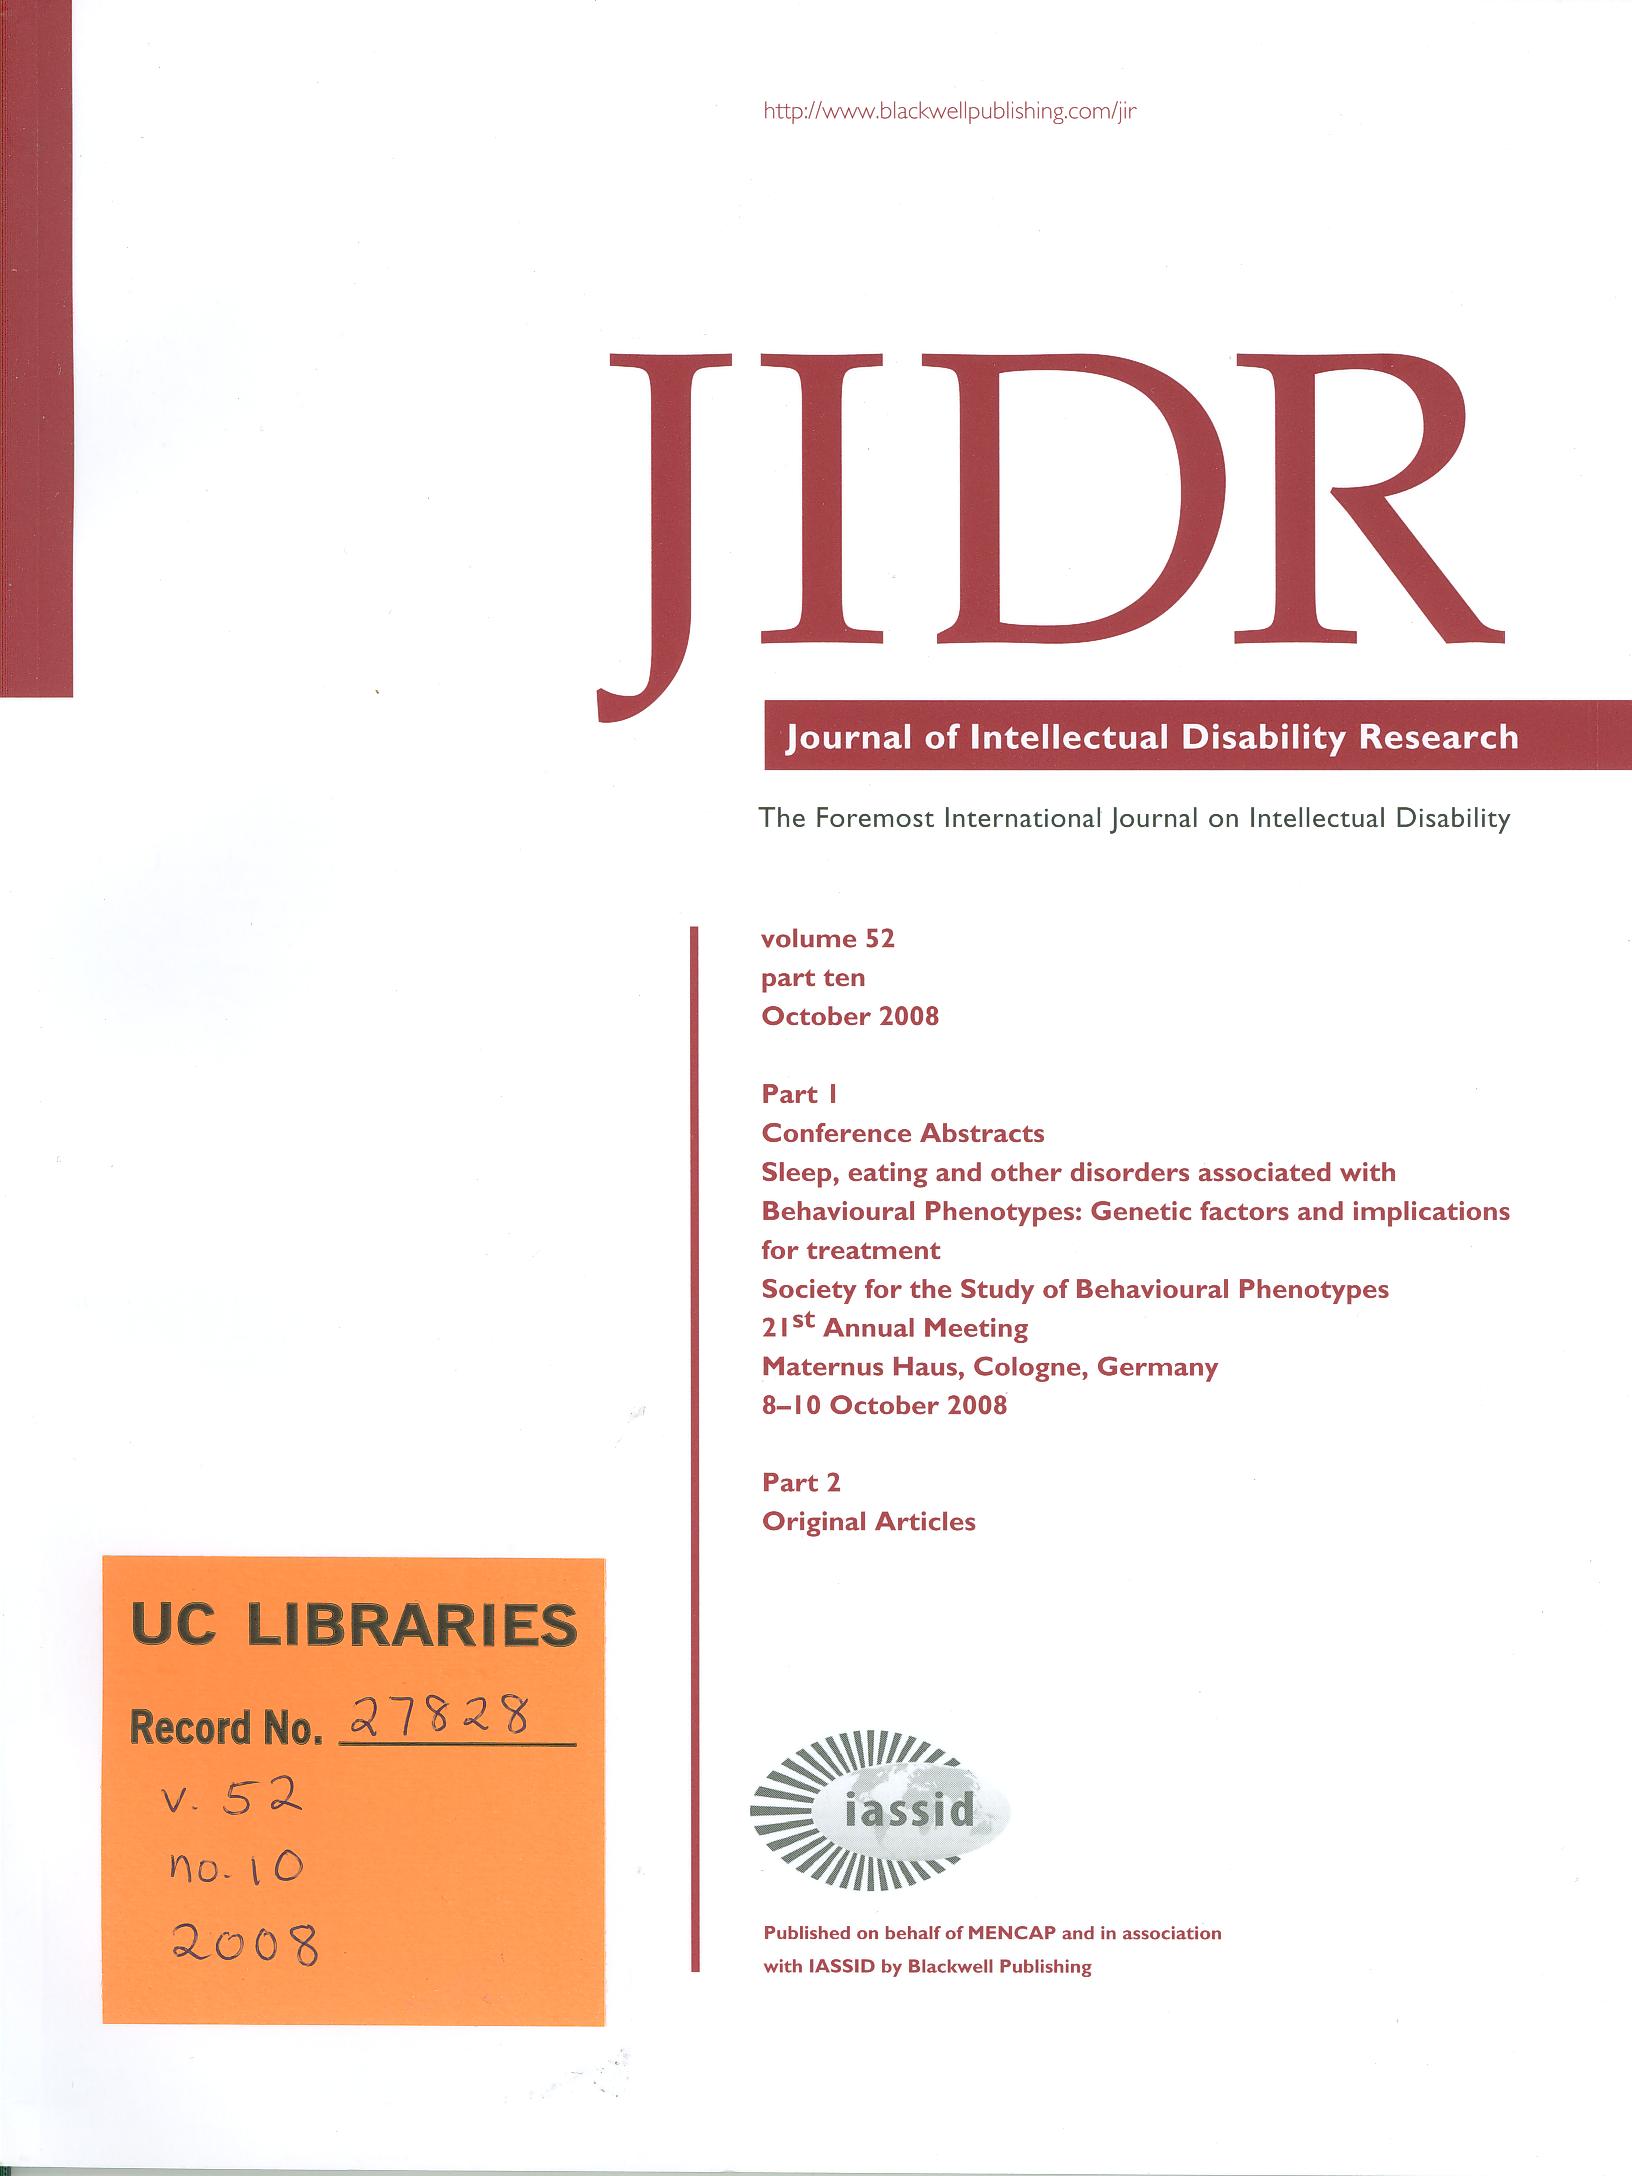 http://www.blackwellpublishing.com/jir
JIDR
Journal of Intellectual Disability Research
The Foremost International Journal on Intellectual Disability
volume 52
part ten
October 2008
Part 1
Conference Abstracts
Sleep, eating and other disorders associated with
Behavioural Phenotypes: Genetic factors and implications
for treatment
Society for the Study of Behavioural Phenotypes
21st Annual Meeting
Maternus Haus, Cologne, Germany
8–10 October 2008
Part 2
Original Articles
UC LIBRARIES
Record No. 27828
v. 52
no. 10
2008
iassid
Published on behalf of MENCAP and in association
with IASSID by Blackwell Publishing